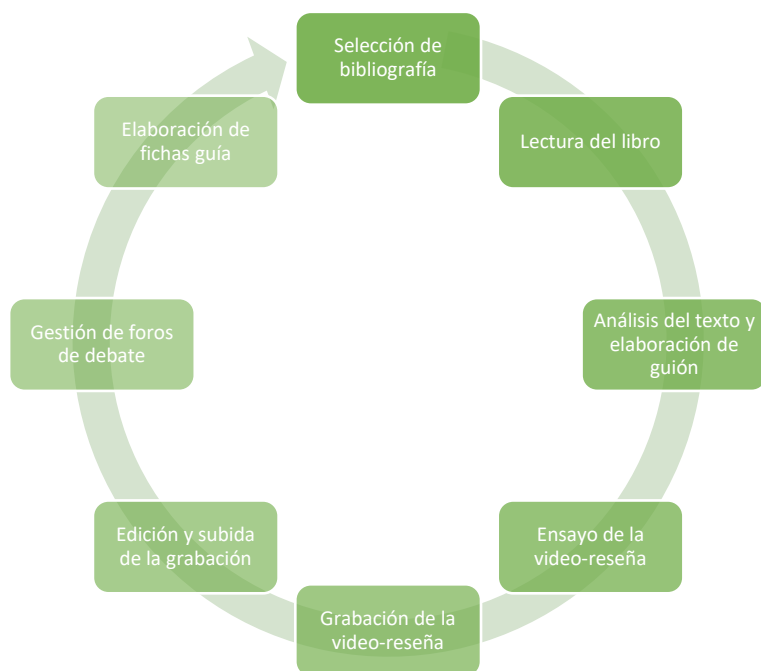 Selección de
bibliografía
Lectura del libro
Análisis del texto y
elaboración de
guión
Ensayo de la
video-reseña
Grabación de la
video-reseña
Edición y subida
de la grabación
Gestión de foros
de debate
Elaboración de
fichas guía